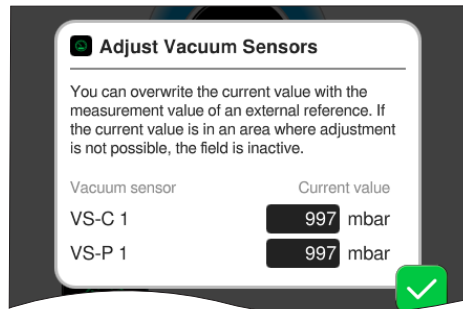 Adjust Vacuum Sensors
You can overwrite the current value with the
measurement value of an external reference. If
the current value is in an area where adjustment
is not possible, the field is inactive.
Vacuum sensor Current value
VS-C 1 997 mbar
VS-P 1 997 mbar